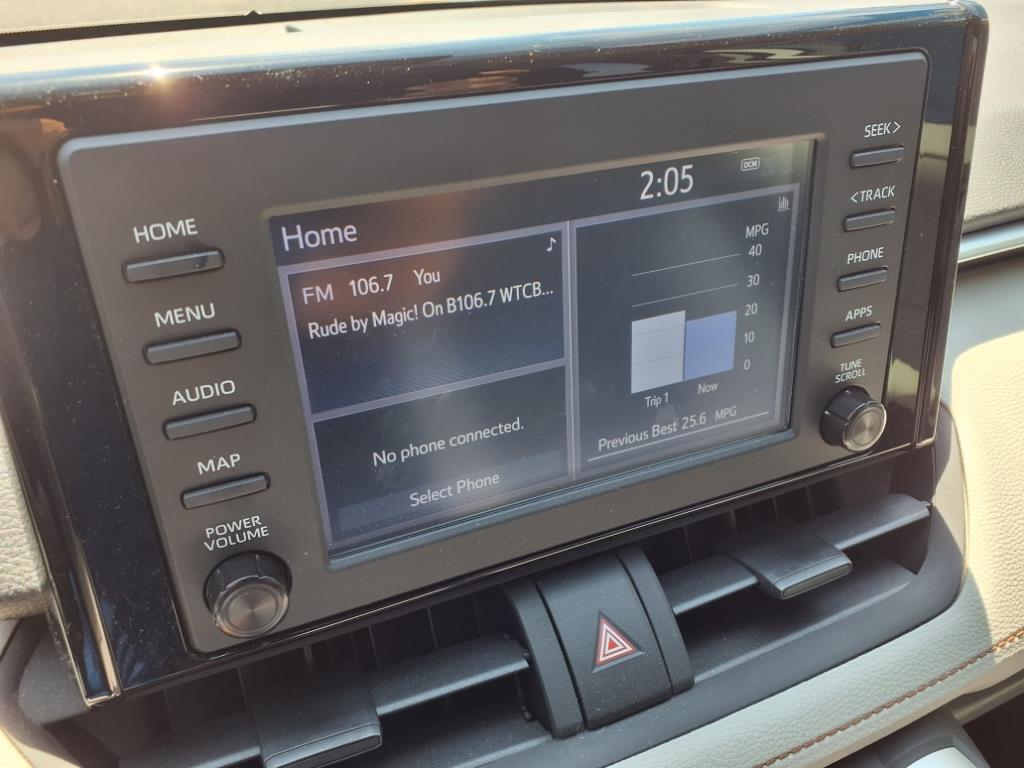 HOME
MENU
AUDIO
MAP
POWER
VOLUME
Home
2:05
DCM
FM 106.7 You
Rude by Magic! On B106.7 WTCB...
No phone connected.
Select Phone
MPG
40
30
20
10
0
Trip 1 Now
Previous Best 25.6 MPG
SEEK >
< TRACK
PHONE
APPS
TUNE
SCROLL